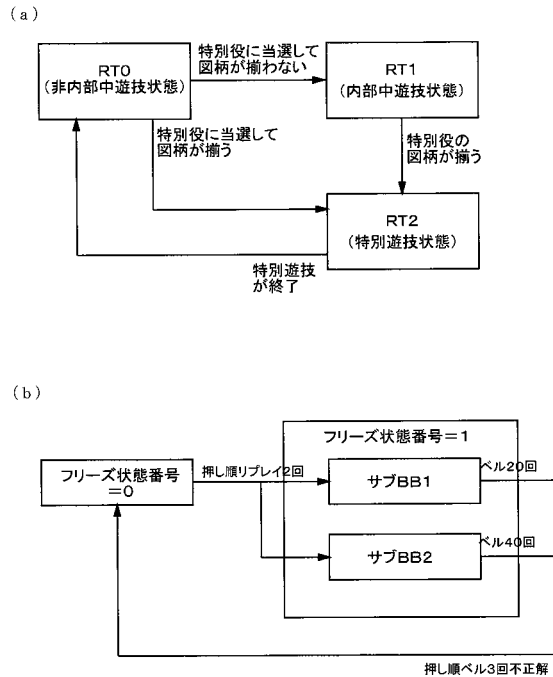 (a)
RT0
(非内部中遊技状態)
特別役に当選して
図柄が揃わない
RT1
(内部中遊技状態)
特別役に当選して
図柄が揃う
特別役の
図柄が揃う
RT2
(特別遊技状態)
特別遊技
が終了
(b)
フリーズ状態番号=1
フリーズ状態番号
=0
押し順リプレイ2回
サブBB1
ベル20回
サブBB2
ベル40回
押し順ベル3回不正解